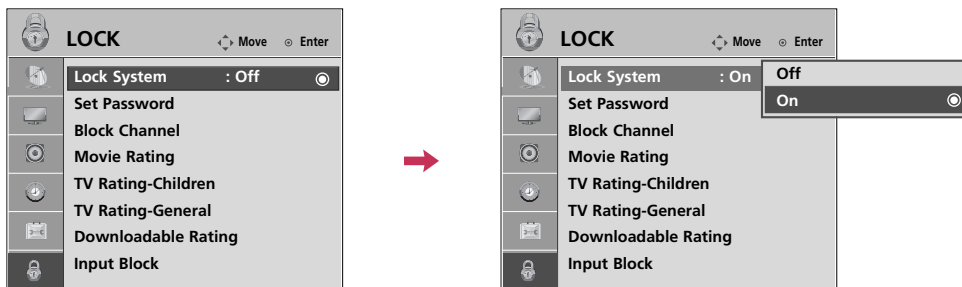 LOCK Move Enter
Lock System : Off
Set Password
Block Channel
Movie Rating
TV Rating-Children
TV Rating-General
Downloadable Rating
Input Block
LOCK Move Enter
Lock System : On
Off
On
Set Password
Block Channel
Movie Rating
TV Rating-Children
TV Rating-General
Downloadable Rating
Input Block